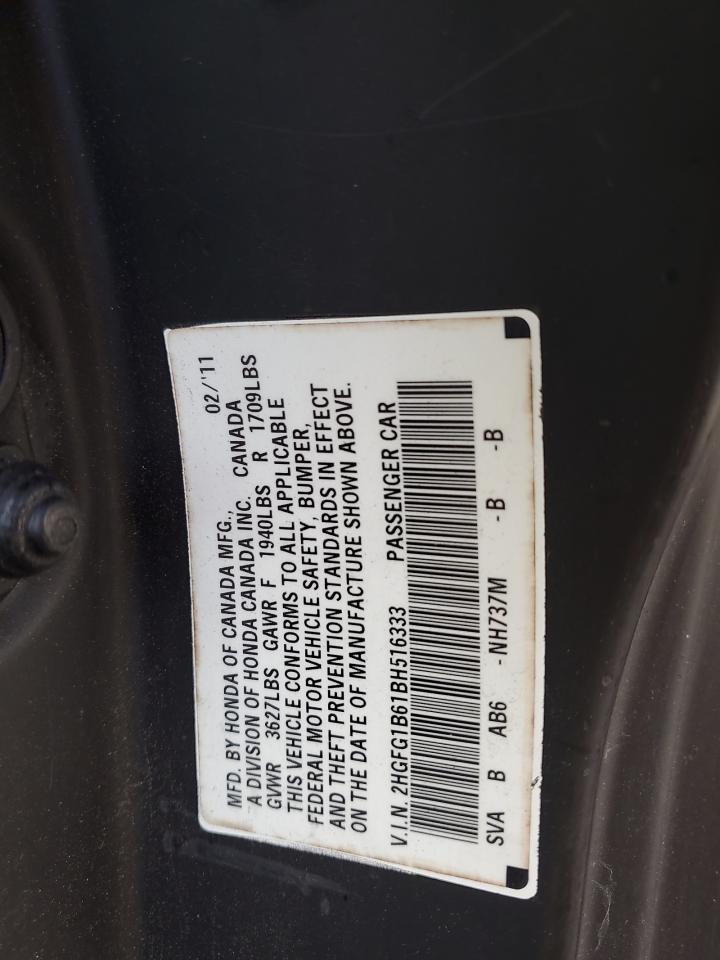 MFD. BY HONDA OF CANADA MFG., 02/'11
A DIVISION OF HONDA CANADA INC. CANADA
GVWR 3627LBS GAWR F 1940LBS R 1709LBS
THIS VEHICLE CONFORMS TO ALL APPLICABLE
FEDERAL MOTOR VEHICLE SAFETY, BUMPER,
AND THEFT PREVENTION STANDARDS IN EFFECT
ON THE DATE OF MANUFACTURE SHOWN ABOVE.
V.I.N. 2HGFG1B61BH516333 PASSENGER CAR
SVA B AB6 -NH737M -B -B